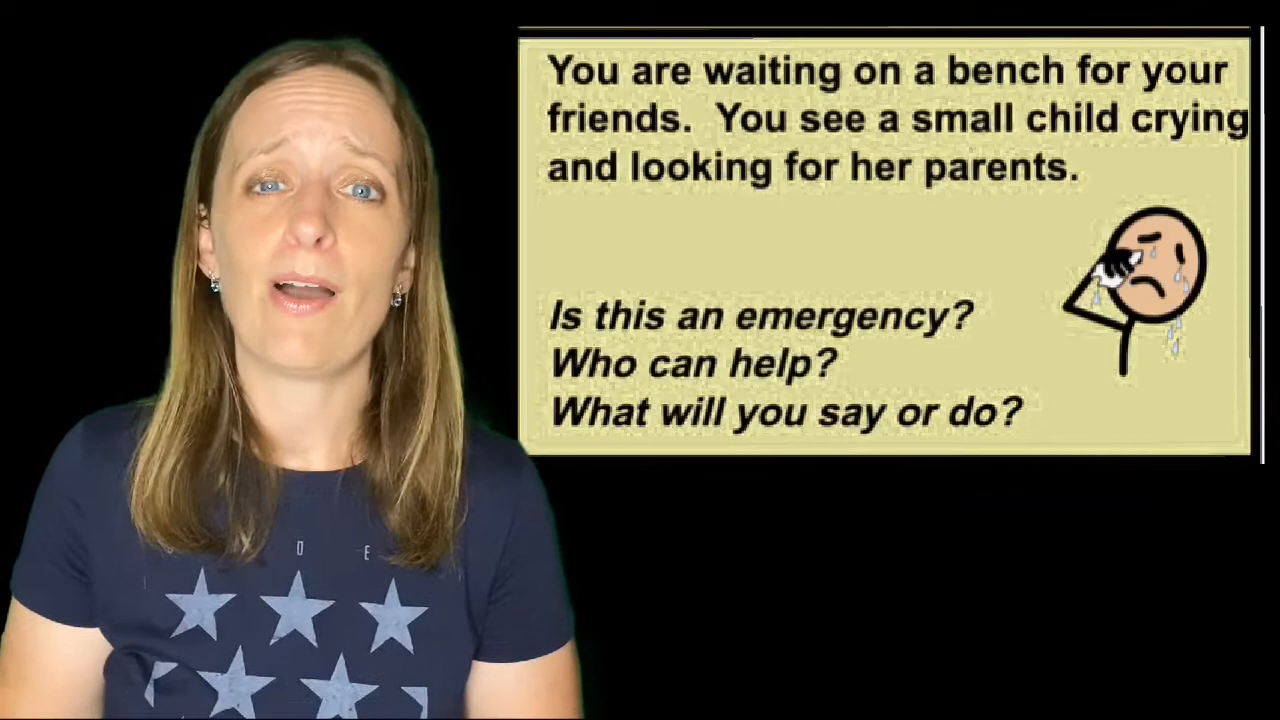 You are waiting on a bench for your
friends. You see a small child crying
and looking for her parents.
Is this an emergency?
Who can help?
What will you say or do?